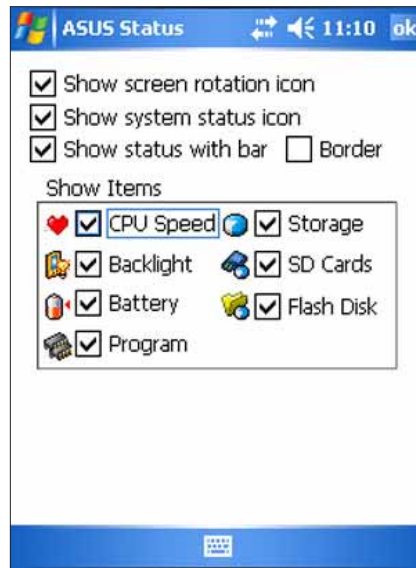 ASUS Status 11:10 ok
Show screen rotation icon
Show system status icon
Show status with bar Border
Show Items
CPU Speed Storage
Backlight SD Cards
Battery Flash Disk
Program